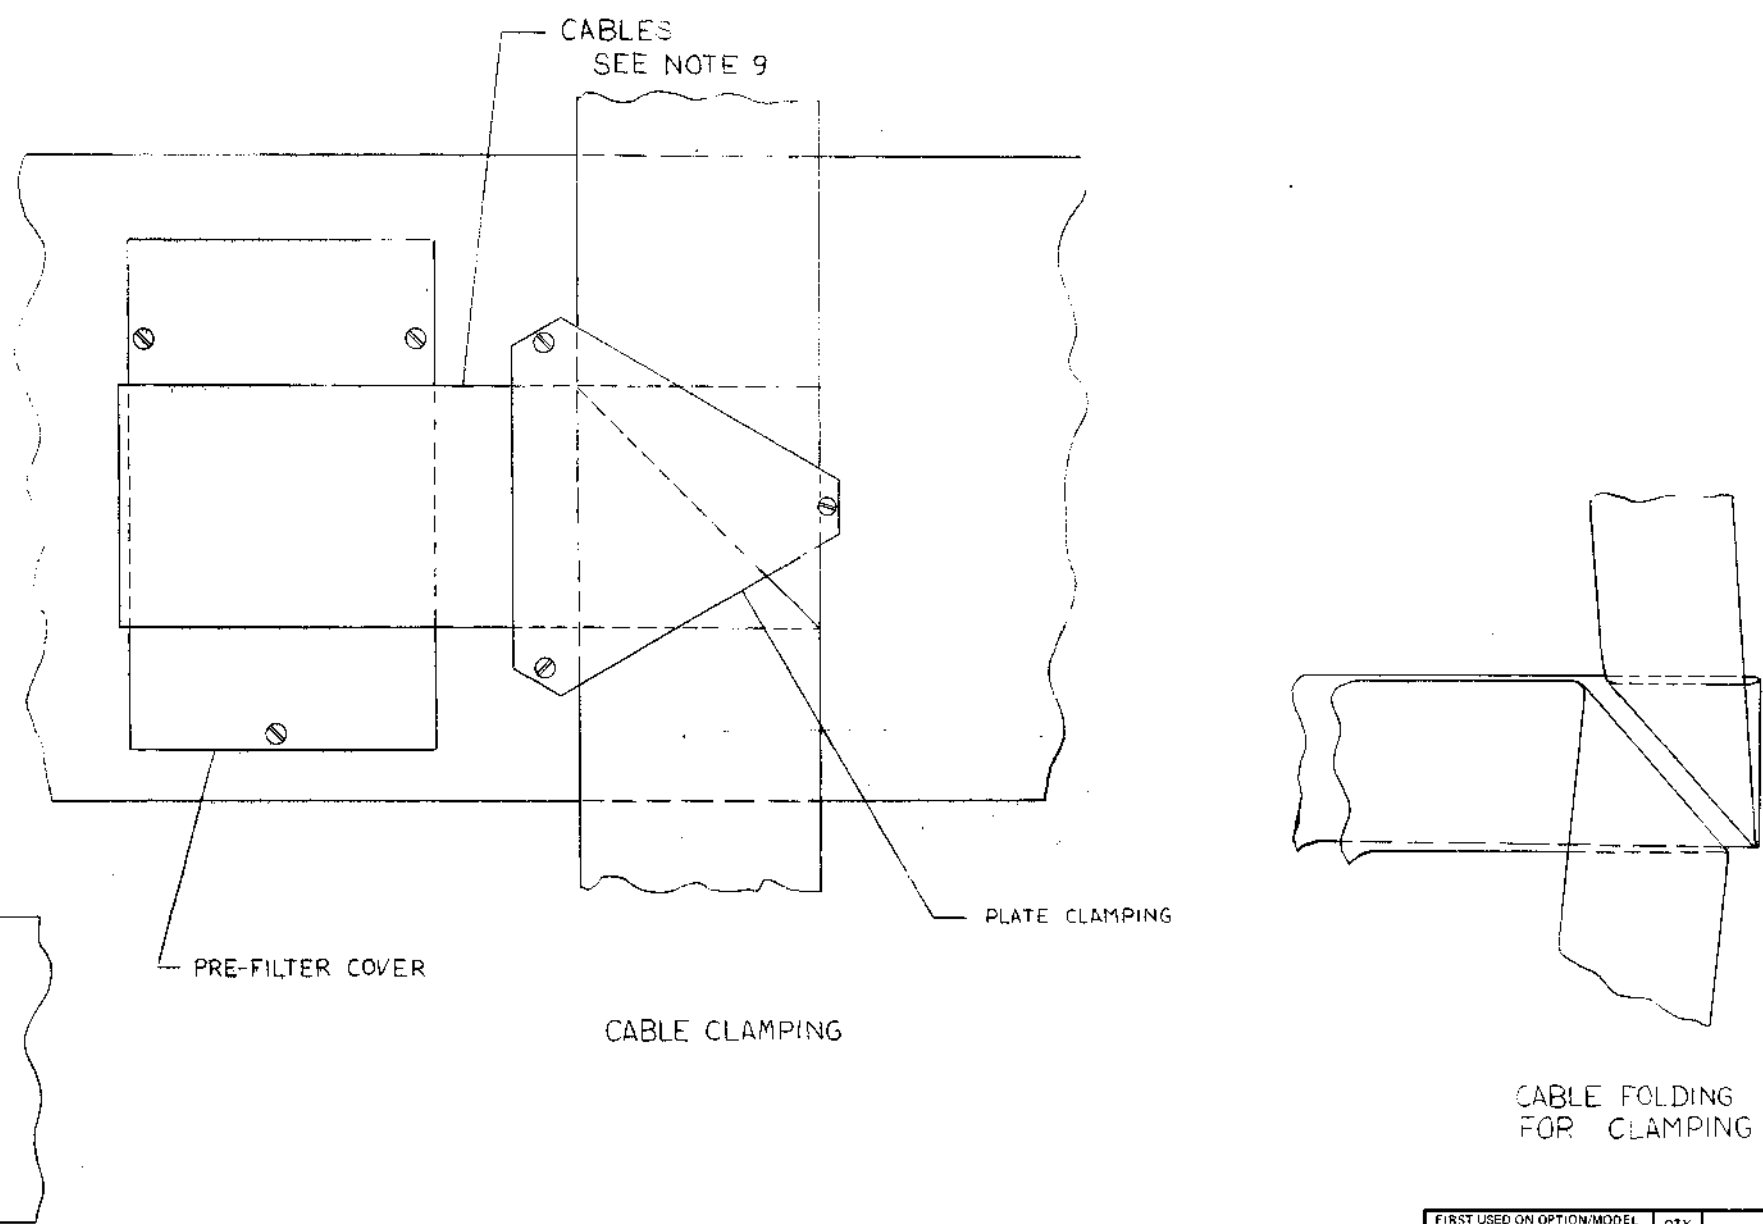 CABLES
SEE NOTE 9
PLATE CLAMPING
PRE-FILTER COVER
CABLE CLAMPING
CABLE FOLDING
FOR CLAMPING
FIRST USED ON OPTION/MODEL
QTY